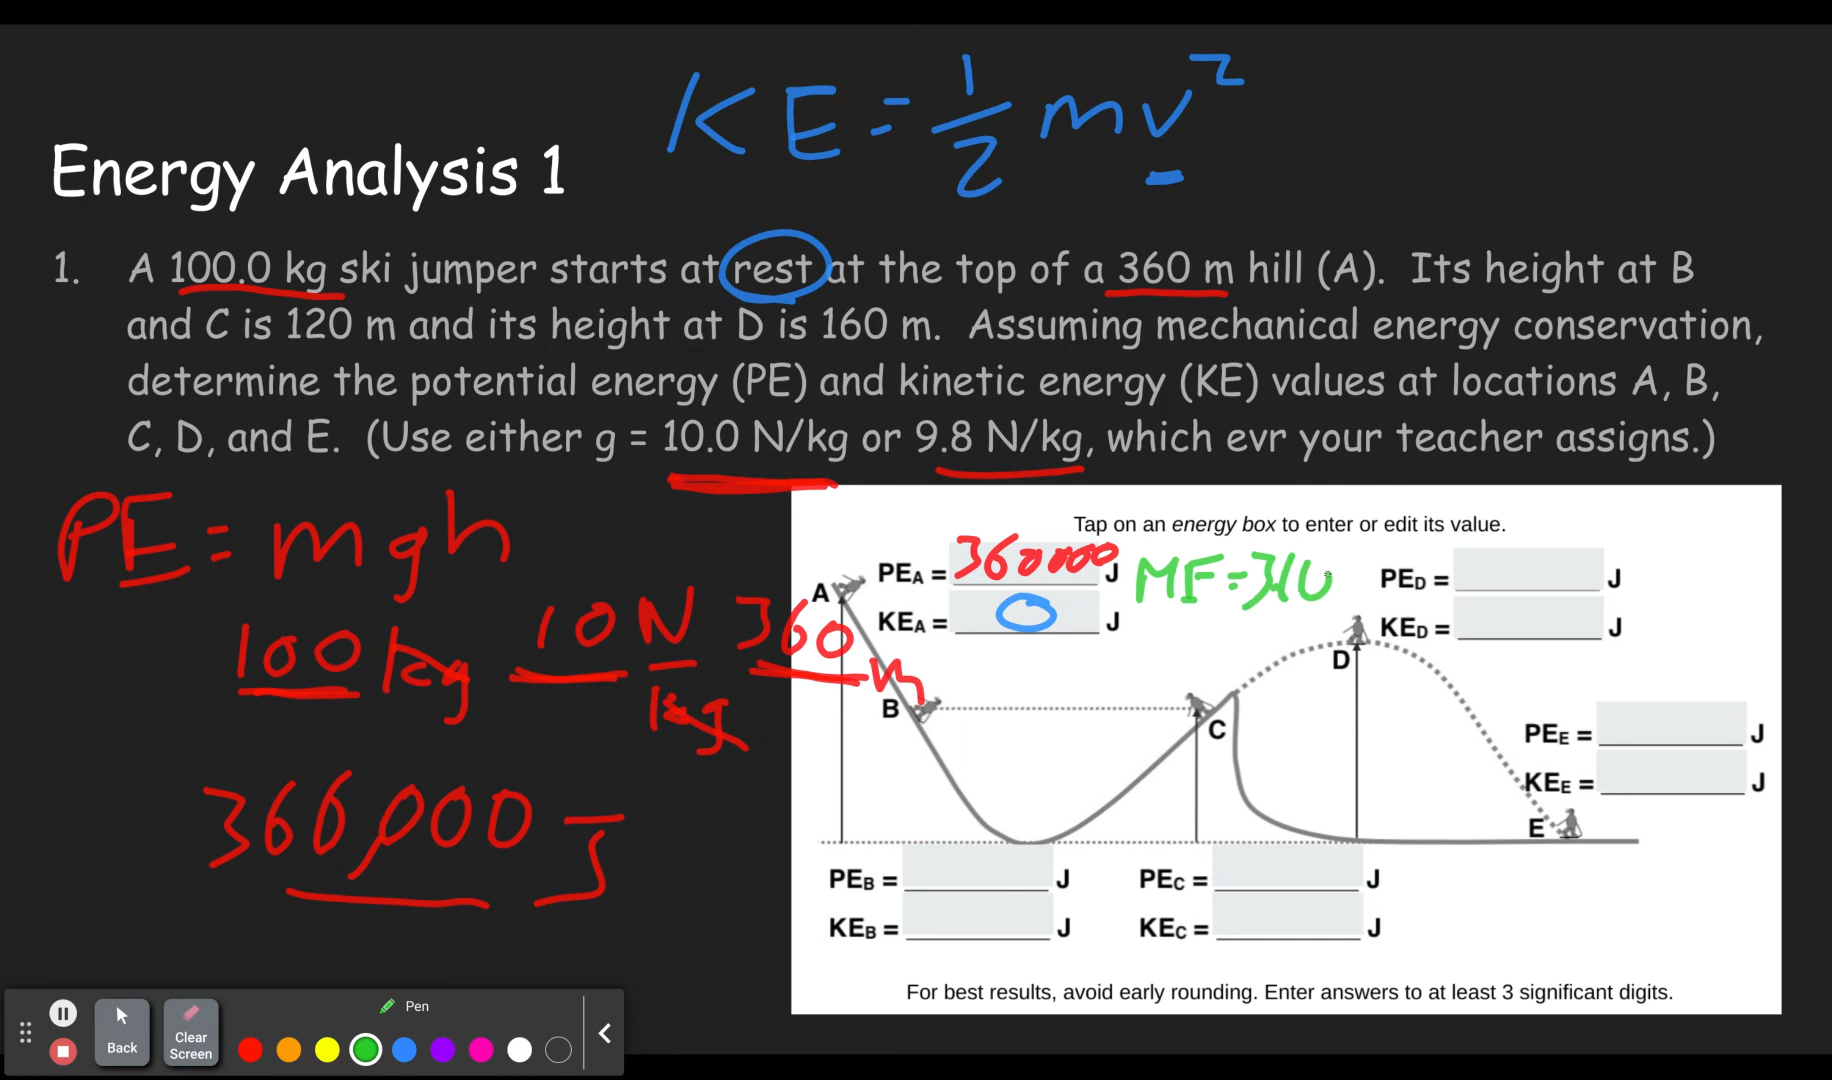 KE = 1/2 mv²
Energy Analysis 1
1. A 100.0 kg ski jumper starts at rest at the top of a 360 m hill (A). Its height at B
and C is 120 m and its height at D is 160 m. Assuming mechanical energy conservation,
determine the potential energy (PE) and kinetic energy (KE) values at locations A, B,
C, D, and E. (Use either g = 10.0 N/kg or 9.8 N/kg, which evr your teacher assigns.)
PE = mgh
100 kg 10 N/kg 360 m
360,000 J
Tap on an energy box to enter or edit its value.
PEA = 360000 J
KEA = 0 J
PED = J
KED = J
A
B
C
D
E
PEE = J
KEE = J
PEB = J
KEB = J
PEC = J
KEC = J
For best results, avoid early rounding. Enter answers to at least 3 significant digits.
Pen
Back
Clear
Screen